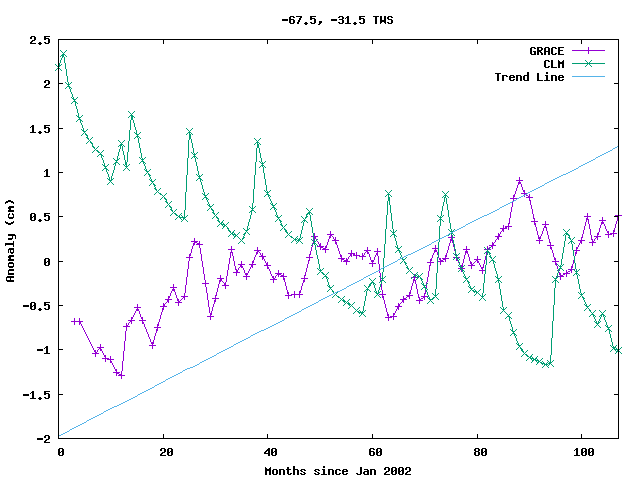 -67.5, -31.5 TWS
GRACE
CLM
Trend Line
2.5
2
1.5
1
0.5
0
-0.5
-1
-1.5
-2
Anomaly (cm)
0 20 40 60 80 100
Months since Jan 2002